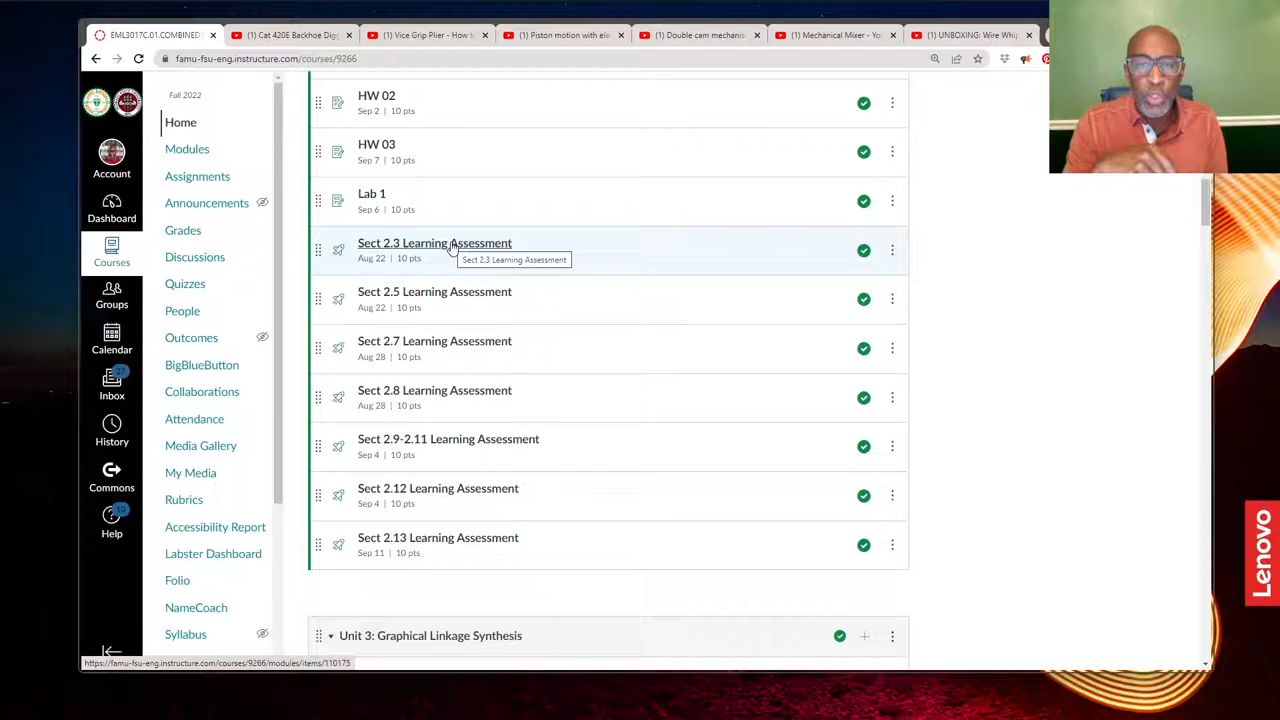 EML3017C.01.COMBINED
(1) Cat 420E Backhoe Digg
(1) Vice Grip Plier - How to
(1) Piston motion with ele
(1) Double cam mechanis
(1) Mechanical Mixer - You
(1) UNBOXING: Wire Whip
famu-fsu-eng.instructure.com/courses/9266
Account
Dashboard
Courses
Groups
Calendar
27
Inbox
History
Commons
10
Help
Fall 2022
Home
Modules
Assignments
Announcements
Grades
Discussions
Quizzes
People
Outcomes
BigBlueButton
Collaborations
Attendance
Media Gallery
My Media
Rubrics
Accessibility Report
Labster Dashboard
Folio
NameCoach
Syllabus
HW 02
Sep 2 | 10 pts
HW 03
Sep 7 | 10 pts
Lab 1
Sep 6 | 10 pts
Sect 2.3 Learning Assessment
Aug 22 | 10 pts
Sect 2.3 Learning Assessment
Sect 2.5 Learning Assessment
Aug 22 | 10 pts
Sect 2.7 Learning Assessment
Aug 28 | 10 pts
Sect 2.8 Learning Assessment
Aug 28 | 10 pts
Sect 2.9-2.11 Learning Assessment
Sep 4 | 10 pts
Sect 2.12 Learning Assessment
Sep 4 | 10 pts
Sect 2.13 Learning Assessment
Sep 11 | 10 pts
Unit 3: Graphical Linkage Synthesis
https://famu-fsu-eng.instructure.com/courses/9266/modules/items/110175
Lenovo